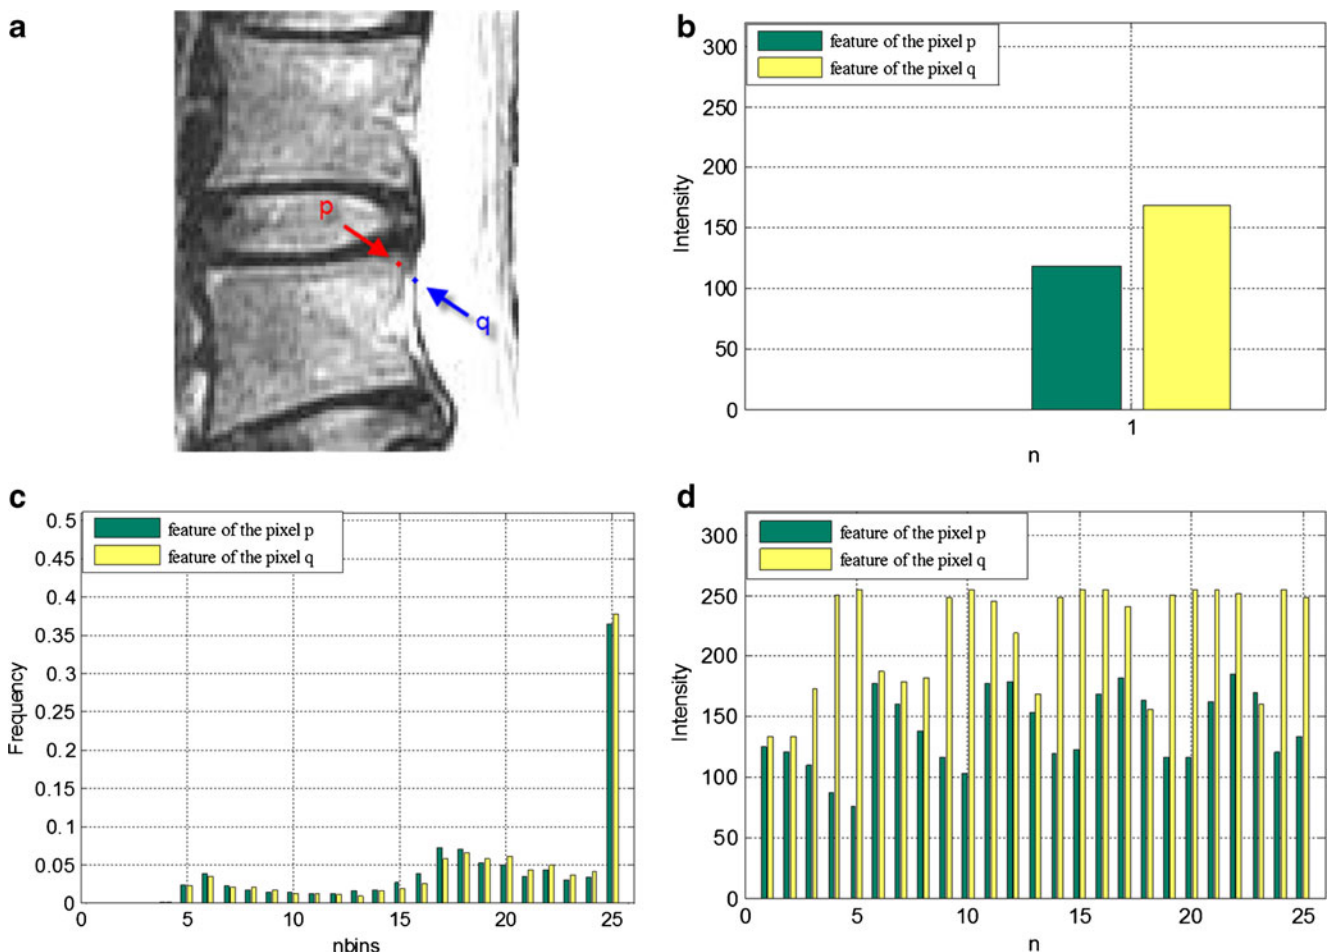 a
p
q
b
feature of the pixel p
feature of the pixel q
300
250
200
150
100
50
0
Intensity
1
n
c
feature of the pixel p
feature of the pixel q
0.5
0.45
0.4
0.35
0.3
0.25
0.2
0.15
0.1
0.05
0
Frequency
0 5 10 15 20 25
nbins
d
feature of the pixel p
feature of the pixel q
300
250
200
150
100
50
0
Intensity
0 5 10 15 20 25
n